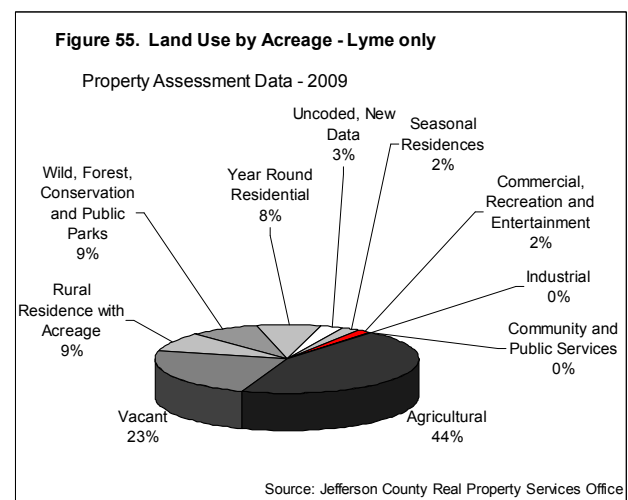 Figure 55. Land Use by Acreage - Lyme only
Property Assessment Data - 2009
Uncoded, New
Data
3%
Seasonal
Residences
2%
Wild, Forest,
Conservation
and Public
Parks
9%
Year Round
Residential
8%
Commercial,
Recreation and
Entertainment
2%
Industrial
0%
Rural
Residence with
Acreage
9%
Community and
Public Services
0%
Vacant
23%
Agricultural
44%
Source: Jefferson County Real Property Services Office